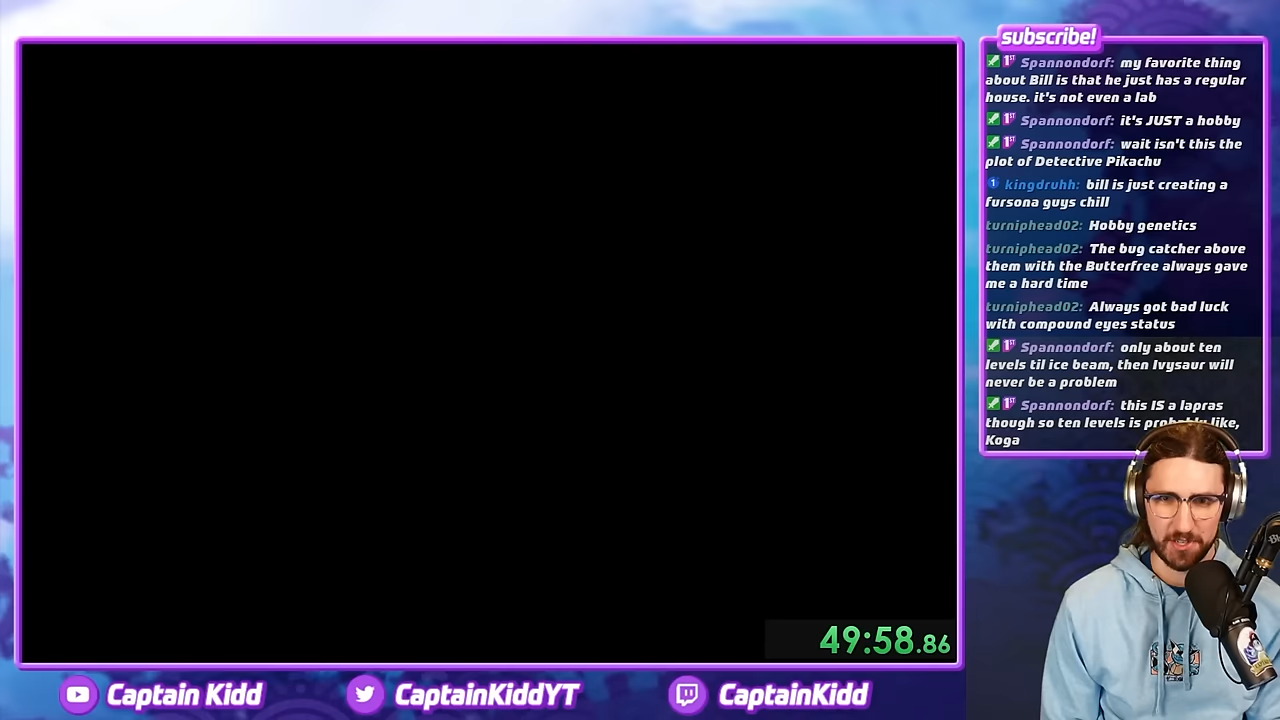 subscribe!
Spannondorf: my favorite thing
about Bill is that he just has a regular
house. it's not even a lab
Spannondorf: it's JUST a hobby
Spannondorf: wait isn't this the
plot of Detective Pikachu
kingdruhh: bill is just creating a
fursona guys chill
turniphead02: Hobby genetics
turniphead02: The bug catcher above
them with the Butterfree always gave
me a hard time
turniphead02: Always got bad luck
with compound eyes status
Spannondorf: only about ten
levels til ice beam, then Ivysaur will
never be a problem
Spannondorf: this IS a lapras
though so ten levels is probably like,
Koga
49:58.86
Captain Kidd
CaptainKiddYT
CaptainKidd